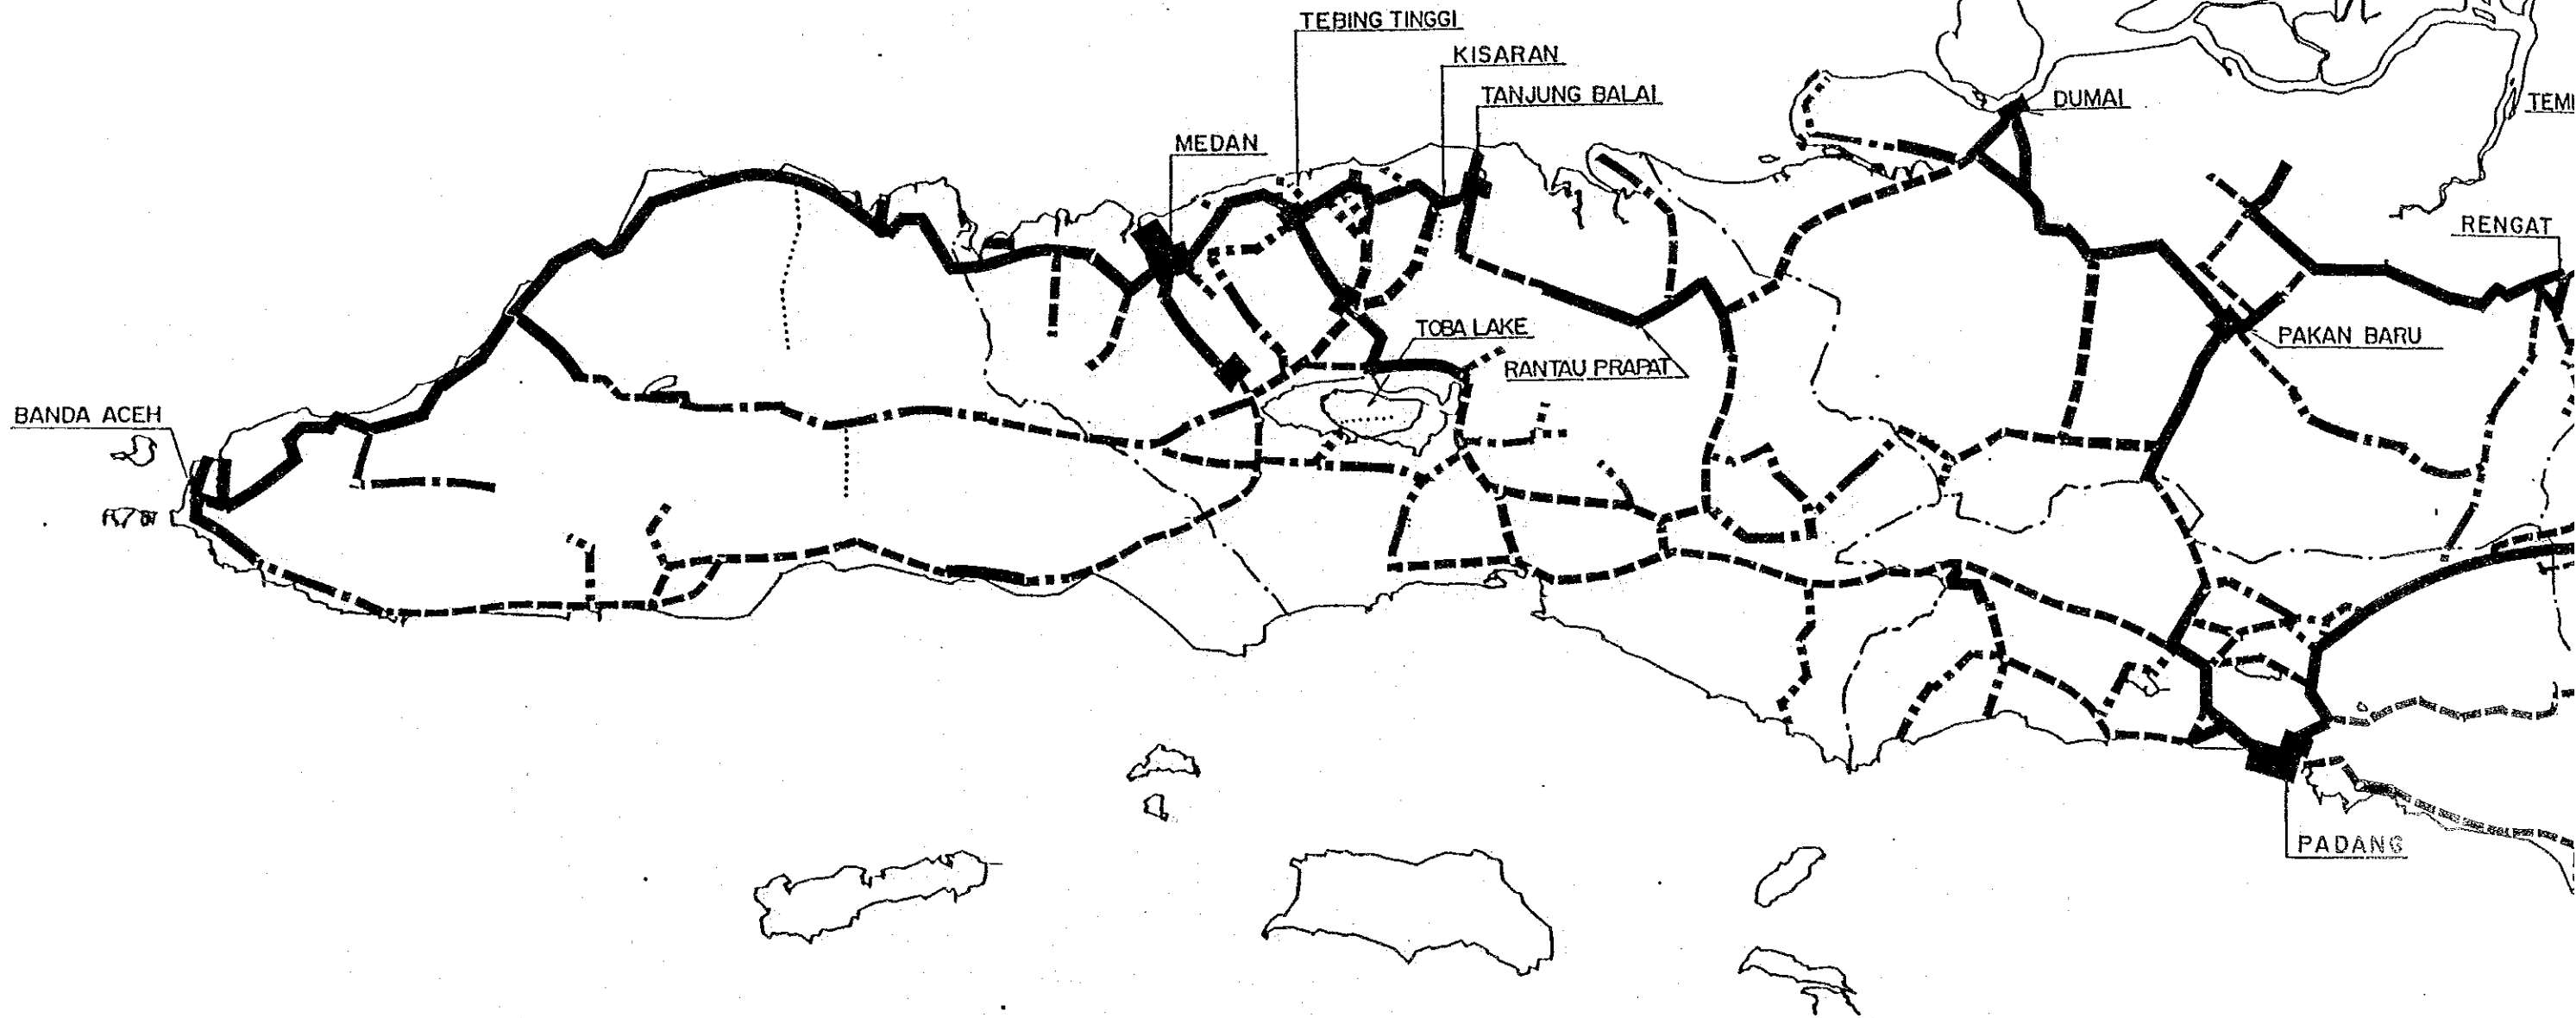 TEBING TINGGI
KISARAN
TANJUNG BALAI
DUMAI
MEDAN
RENGAT
TOBA LAKE
PAKAN BARU
RANTAU PRAPAT
BANDA ACEH
PADANG